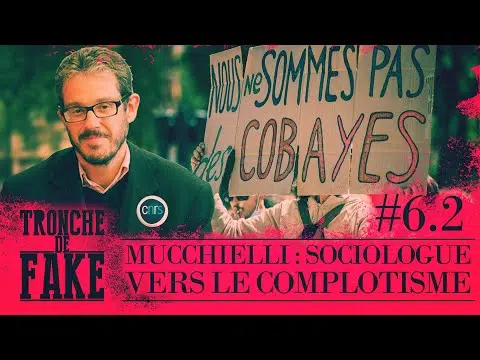 NOUS NE SOMMES PAS
des COBAYES
cnrs
#6.2
TRONCHE
DE
FAKE
MUCCHIELLI : SOCIOLOGUE
VERS LE COMPLOTISME